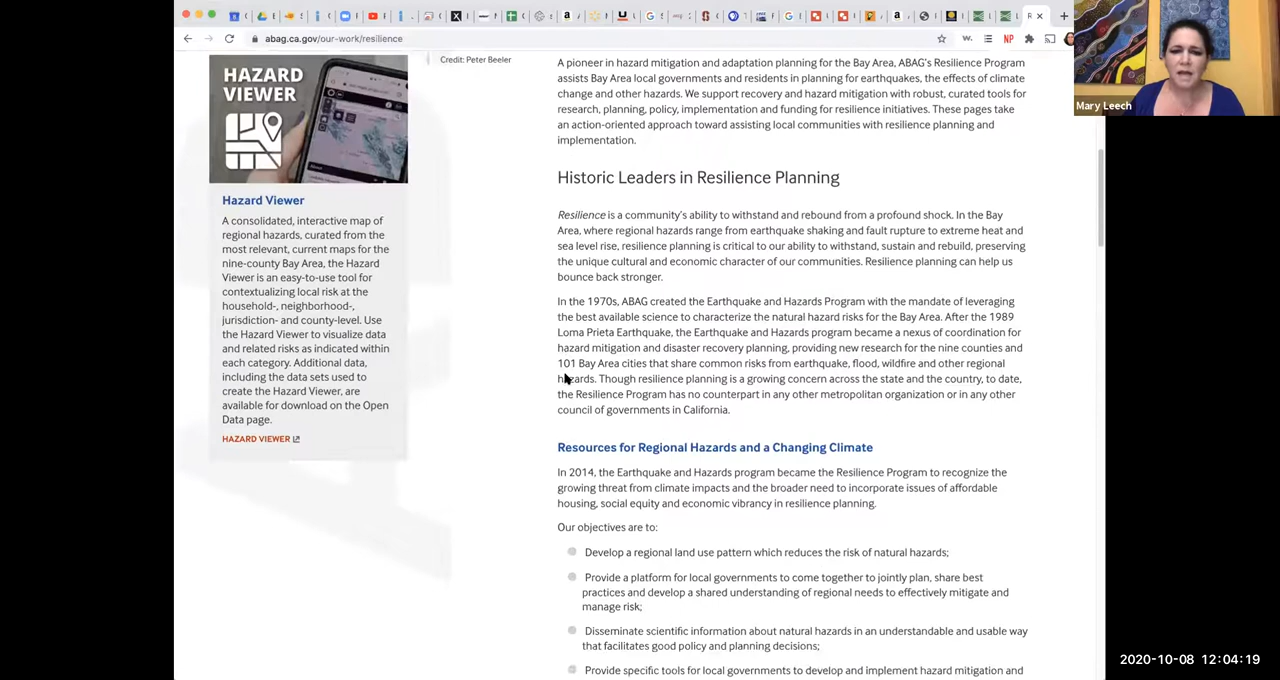 abag.ca.gov/our-work/resilience
Mary Leech
HAZARD
VIEWER
Hazard Viewer
A consolidated, interactive map of
regional hazards, curated from the
most relevant, current maps for the
nine-county Bay Area, the Hazard
Viewer is an easy-to-use tool for
contextualizing local risk at the
household-, neighborhood-,
jurisdiction- and county-level. Use
the Hazard Viewer to visualize data
and related risks as indicated within
each category. Additional data,
including the data sets used to
create the Hazard Viewer, are
available for download on the Open
Data page.
HAZARD VIEWER
Credit: Peter Beeler
A pioneer in hazard mitigation and adaptation planning for the Bay Area, ABAG's Resilience Program
assists Bay Area local governments and residents in planning for earthquakes, the effects of climate
change and other hazards. We support recovery and hazard mitigation with robust, curated tools for
research, planning, policy, implementation and funding for resilience initiatives. These pages take
an action-oriented approach toward assisting local communities with resilience planning and
implementation.
Historic Leaders in Resilience Planning
Resilience is a community's ability to withstand and rebound from a profound shock. In the Bay
Area, where regional hazards range from earthquake shaking and fault rupture to extreme heat and
sea level rise, resilience planning is critical to our ability to withstand, sustain and rebuild, preserving
the unique cultural and economic character of our communities. Resilience planning can help us
bounce back stronger.
In the 1970s, ABAG created the Earthquake and Hazards Program with the mandate of leveraging
the best available science to characterize the natural hazard risks for the Bay Area. After the 1989
Loma Prieta Earthquake, the Earthquake and Hazards program became a nexus of coordination for
hazard mitigation and disaster recovery planning, providing new research for the nine counties and
101 Bay Area cities that share common risks from earthquake, flood, wildfire and other regional
hazards. Though resilience planning is a growing concern across the state and the country, to date,
the Resilience Program has no counterpart in any other metropolitan organization or in any other
council of governments in California.
Resources for Regional Hazards and a Changing Climate
In 2014, the Earthquake and Hazards program became the Resilience Program to recognize the
growing threat from climate impacts and the broader need to incorporate issues of affordable
housing, social equity and economic vibrancy in resilience planning.
Our objectives are to:
Develop a regional land use pattern which reduces the risk of natural hazards;
Provide a platform for local governments to come together to jointly plan, share best
practices and develop a shared understanding of regional needs to effectively mitigate and
manage risk;
Disseminate scientific information about natural hazards in an understandable and usable way
that facilitates good policy and planning decisions;
Provide specific tools for local governments to develop and implement hazard mitigation and
2020-10-08 12:04:19